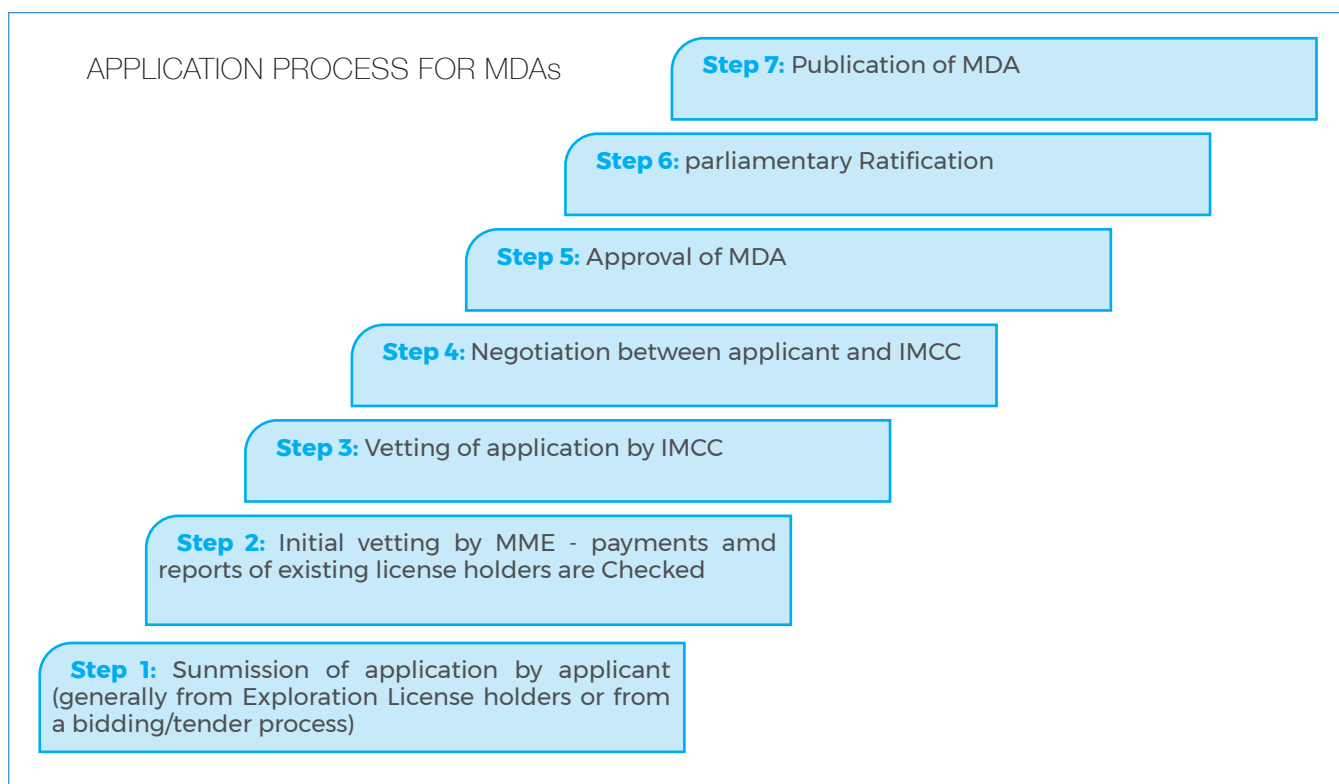 APPLICATION PROCESS FOR MDAs
Step 7: Publication of MDA
Step 6: parliamentary Ratification
Step 5: Approval of MDA
Step 4: Negotiation between applicant and IMCC
Step 3: Vetting of application by IMCC
Step 2: Initial vetting by MME - payments amd
reports of existing license holders are Checked
Step 1: Sunmission of application by applicant
(generally from Exploration License holders or from
a bidding/tender process)